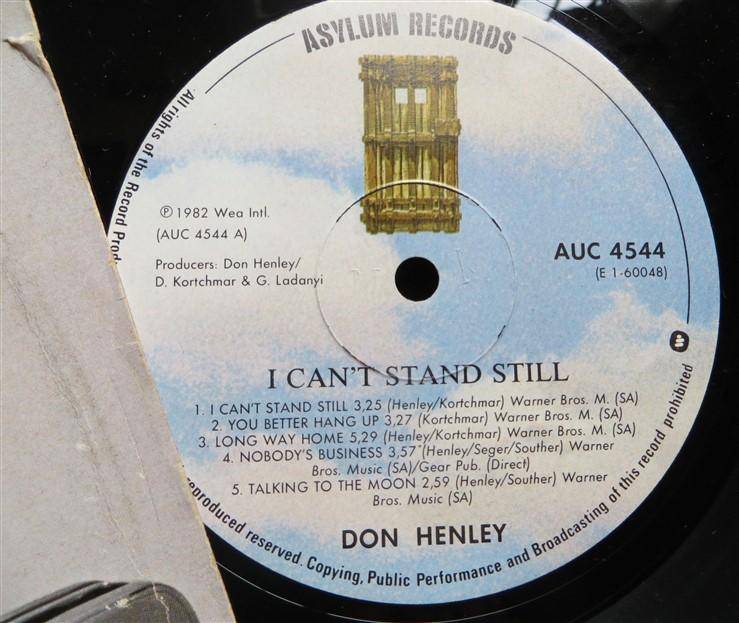 ASYLUM RECORDS
℗ 1982 Wea Intl.
(AUC 4544 A)
Producers: Don Henley/
D. Kortchmar & G. Ladanyi
AUC 4544
(E 1-60048)
I CAN'T STAND STILL
1. I CAN'T STAND STILL 3,25 (Henley/Kortchmar) Warner Bros. M. (SA)
2. YOU BETTER HANG UP 3,27 (Kortchmar) Warner Bros. M. (SA)
3. LONG WAY HOME 5,29 (Henley/Kortchmar) Warner Bros. M. (SA)
4. NOBODY'S BUSINESS 3,57 (Henley/Seger/Souther) Warner
Bros. Music (SA)/Gear Pub. (Direct)
5. TALKING TO THE MOON 2,59 (Henley/Souther) Warner
Bros. Music (SA)
DON HENLEY
All rights of the Record Prod
reproduced reserved. Copying, Public Performance and Broadcasting of this record prohibited